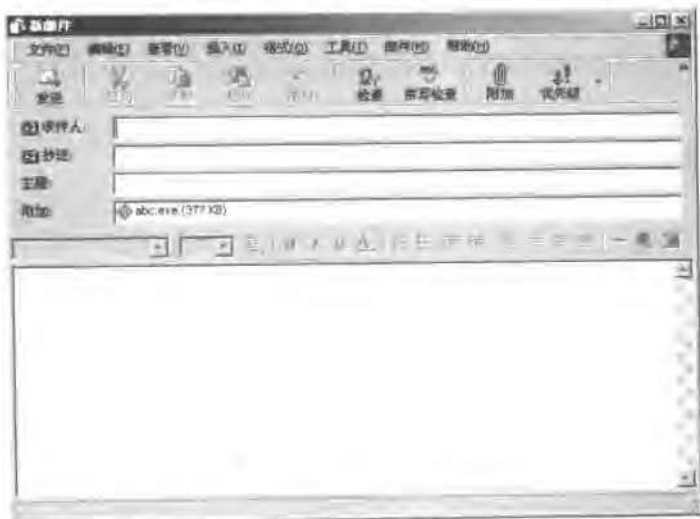 新邮件
文件(F) 编辑(E) 查看(V) 插入(I) 格式(O) 工具(T) 邮件(M) 帮助(H)
发送 检查 拼写检查 附加 优先级
收件人:
抄送:
主题:
附加: abc.exe (377 KB)